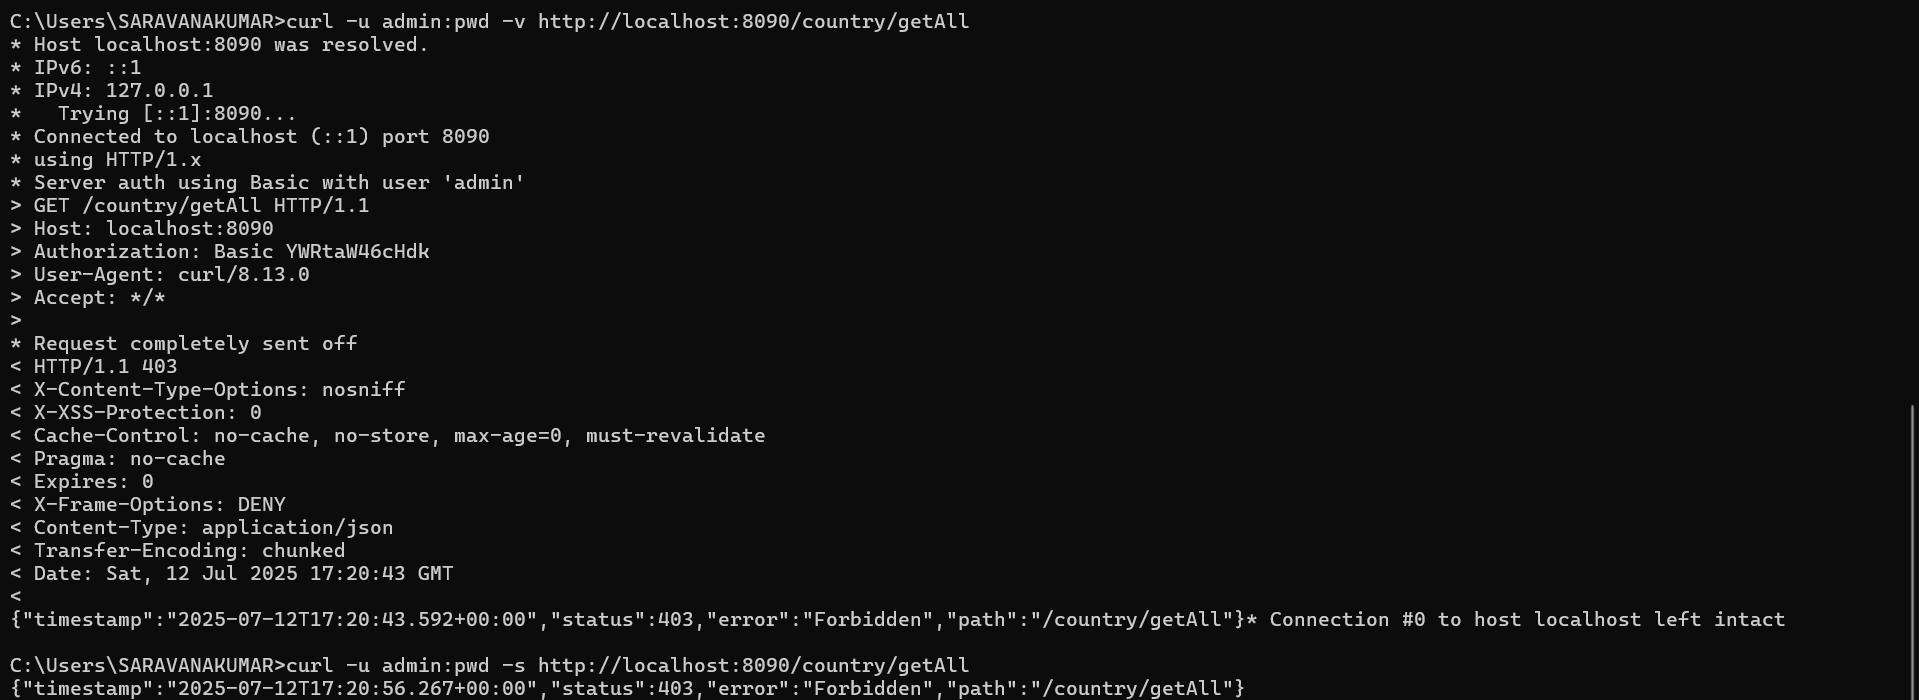 C:\Users\SARAVANAKUMAR>curl -u admin:pwd -v http://localhost:8090/country/getAll
* Host localhost:8090 was resolved.
* IPv6: ::1
* IPv4: 127.0.0.1
*   Trying [::1]:8090...
* Connected to localhost (::1) port 8090
* using HTTP/1.x
* Server auth using Basic with user 'admin'
> GET /country/getAll HTTP/1.1
> Host: localhost:8090
> Authorization: Basic YWRtaW46cHdk
> User-Agent: curl/8.13.0
> Accept: */*
>
* Request completely sent off
< HTTP/1.1 403
< X-Content-Type-Options: nosniff
< X-XSS-Protection: 0
< Cache-Control: no-cache, no-store, max-age=0, must-revalidate
< Pragma: no-cache
< Expires: 0
< X-Frame-Options: DENY
< Content-Type: application/json
< Transfer-Encoding: chunked
< Date: Sat, 12 Jul 2025 17:20:43 GMT
<
{"timestamp":"2025-07-12T17:20:43.592+00:00","status":403,"error":"Forbidden","path":"/country/getAll"}* Connection #0 to host localhost left intact
C:\Users\SARAVANAKUMAR>curl -u admin:pwd -s http://localhost:8090/country/getAll
{"timestamp":"2025-07-12T17:20:56.267+00:00","status":403,"error":"Forbidden","path":"/country/getAll"}